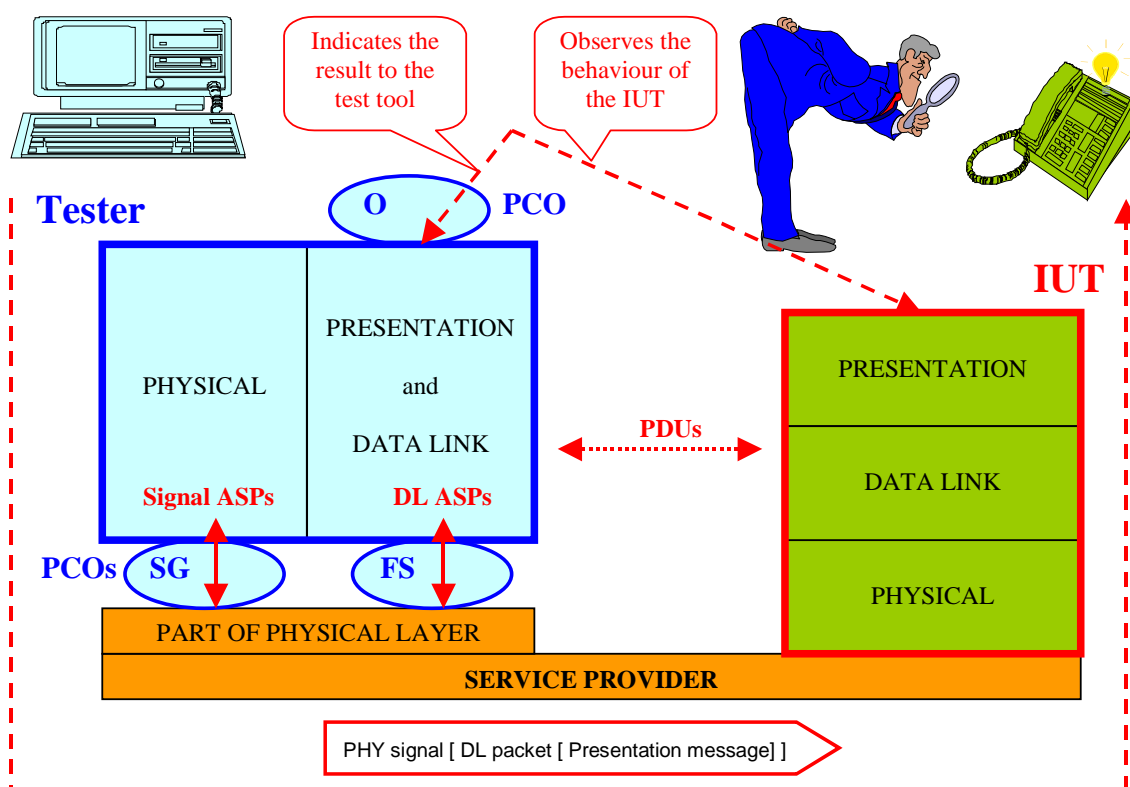 Indicates the
result to the
test tool
Observes the
behaviour of
the IUT
Tester
O
PCO
IUT
PHYSICAL
PRESENTATION
and
DATA LINK
Signal ASPs
DL ASPs
PDUs
PRESENTATION
DATA LINK
PHYSICAL
PCOs
SG
FS
PART OF PHYSICAL LAYER
SERVICE PROVIDER
PHY signal [ DL packet [ Presentation message] ]